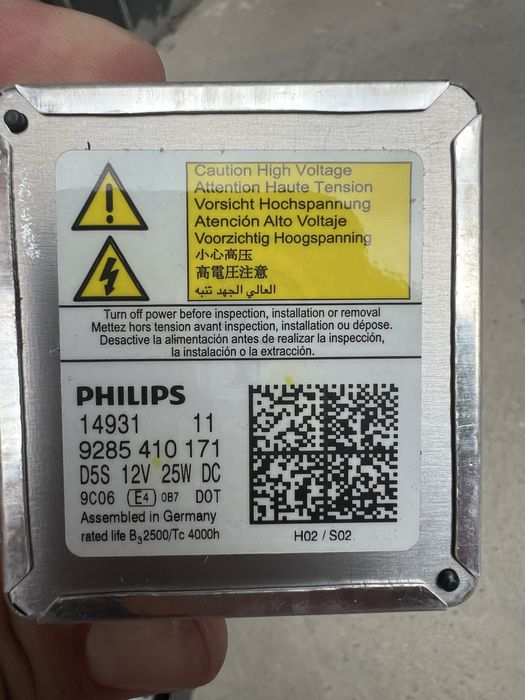 Caution High Voltage
Attention Haute Tension
Vorsicht Hochspannung
Atención Alto Voltaje
Voorzichtig Hoogspanning
小心高压
高電圧注意
العالي الجهد تنبه
Turn off power before inspection, installation or removal
Mettez hors tension avant inspection, installation ou dépose.
Desactive la alimentación antes de realizar la inspección,
la instalación o la extracción.
PHILIPS
14931 11
9285 410 171
D5S 12V 25W DC
9C06 E4 0B7 DOT
Assembled in Germany
rated life B₃2500/Tc 4000h
H02 / S02